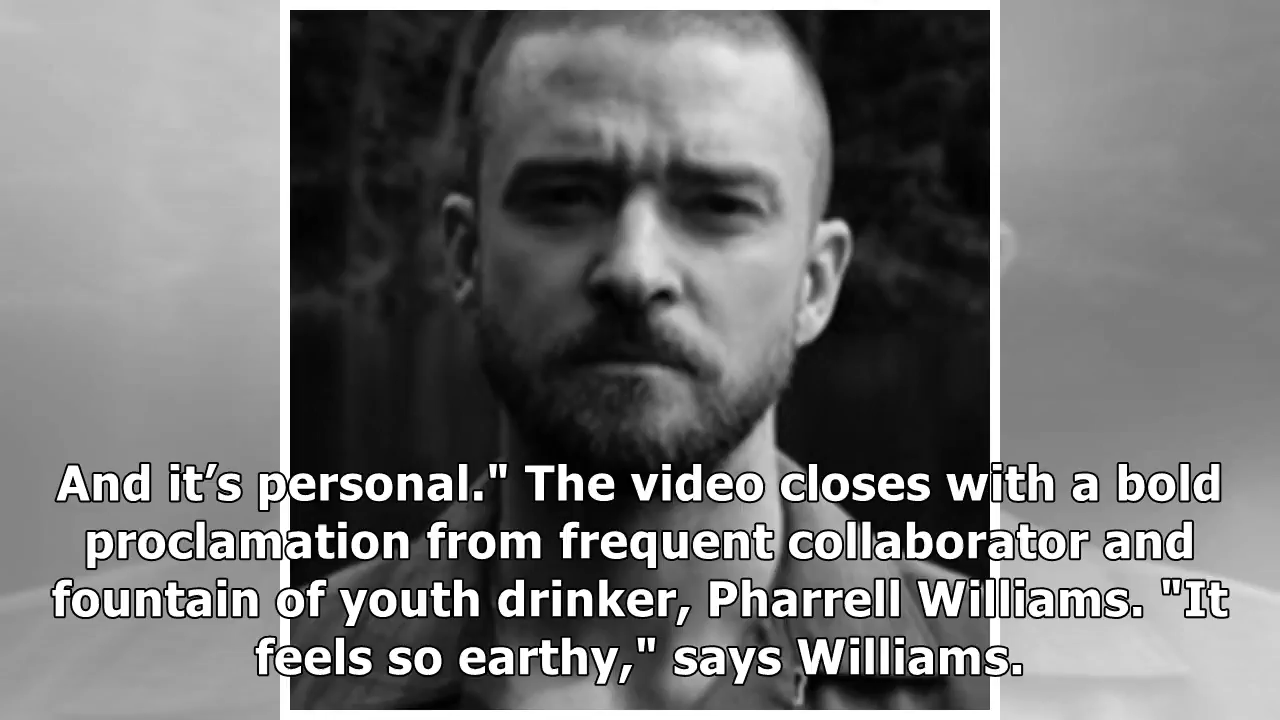 And it’s personal." The video closes with a bold
proclamation from frequent collaborator and
fountain of youth drinker, Pharrell Williams. "It
feels so earthy," says Williams.